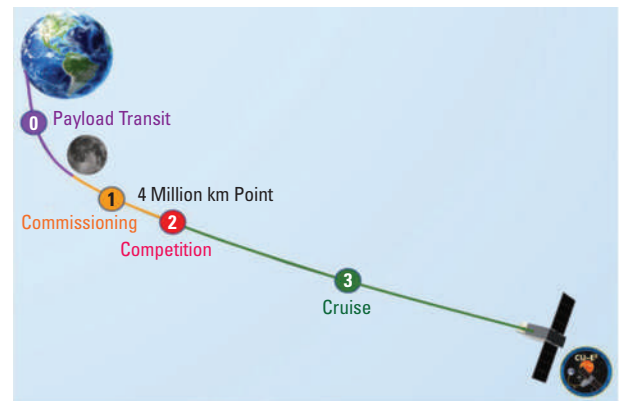 0 Payload Transit
1 4 Million km Point
Commissioning 2
Competition
3
Cruise
CU-E³